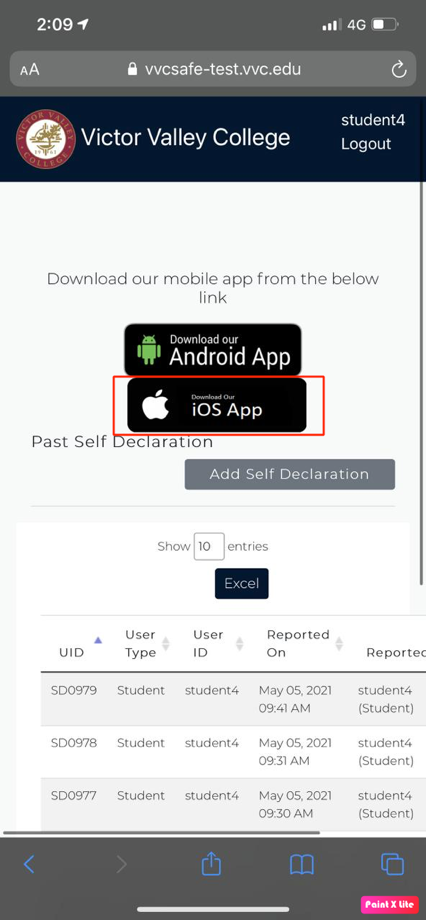 2:09
4G
AA vvcsafe-test.vvc.edu
Victor Valley College
student4
Logout
Download our mobile app from the below
link
Download our
Android App
Download Our
iOS App
Past Self Declaration
Add Self Declaration
Show 10 entries
Excel
UID User Type User ID Reported On Reported
SD0979 Student student4 May 05, 2021 09:41 AM student4 (Student)
SD0978 Student student4 May 05, 2021 09:31 AM student4 (Student)
SD0977 Student student4 May 05, 2021 09:30 AM student4 (Student)
Paint X lite